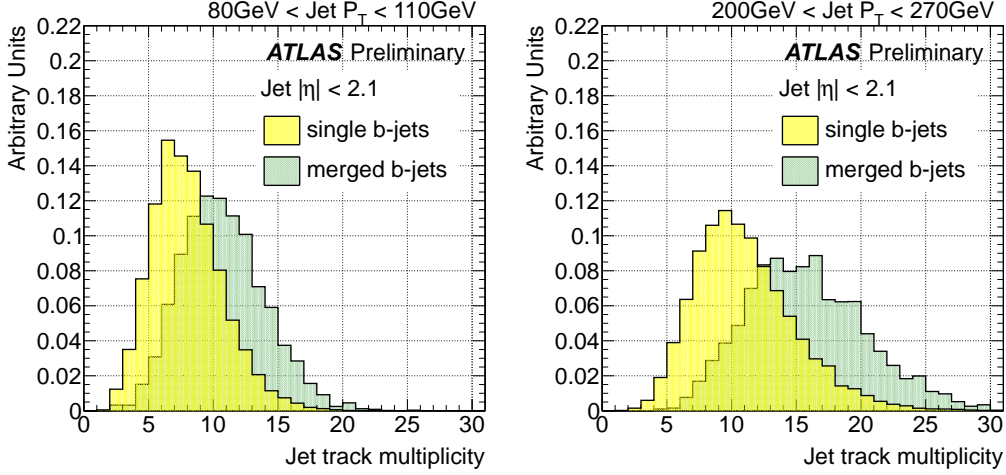 80GeV < Jet P_T < 110GeV
Arbitrary Units
0.22
0.2
0.18
0.16
0.14
0.12
0.1
0.08
0.06
0.04
0.02
0
ATLAS Preliminary
Jet |η| < 2.1
single b-jets
merged b-jets
0 5 10 15 20 25 30
Jet track multiplicity
200GeV < Jet P_T < 270GeV
Arbitrary Units
0.22
0.2
0.18
0.16
0.14
0.12
0.1
0.08
0.06
0.04
0.02
0
ATLAS Preliminary
Jet |η| < 2.1
single b-jets
merged b-jets
0 5 10 15 20 25 30
Jet track multiplicity